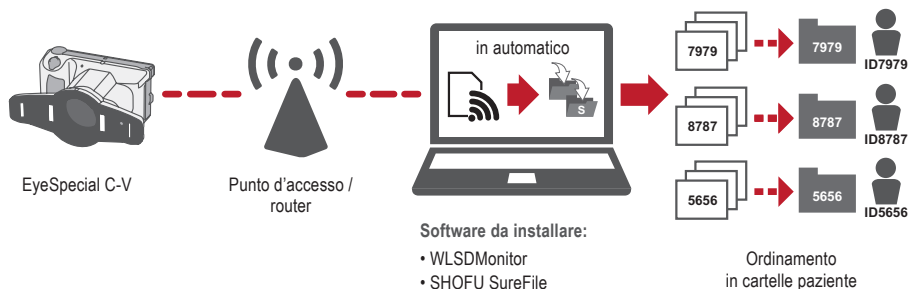 in automatico
S
7979
7979
ID7979
8787
8787
ID8787
5656
5656
ID5656
EyeSpecial C-V
Punto d'accesso /
router
Software da installare:
• WLSDMonitor
• SHOFU SureFile
Ordinamento
in cartelle paziente